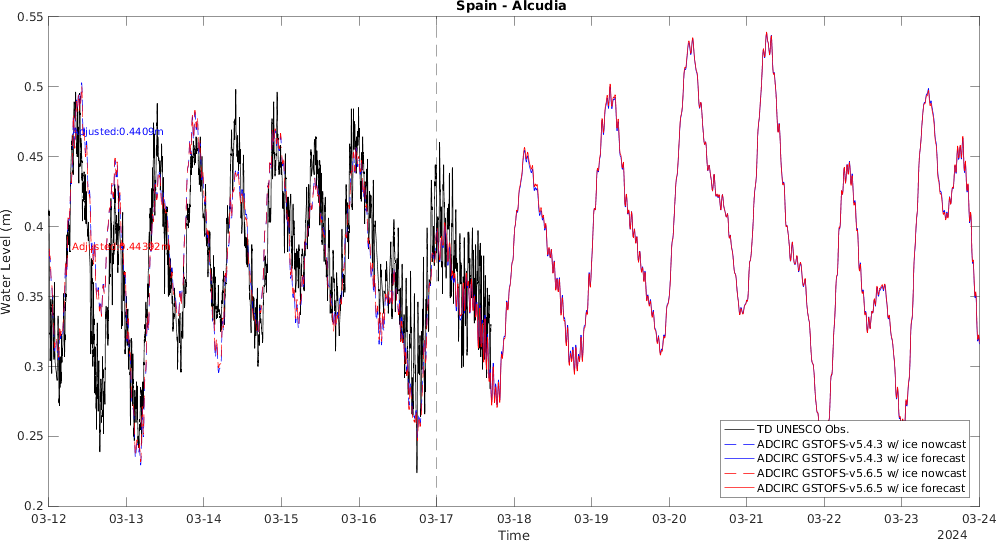 Spain - Alcudia
0.55
0.5
0.45
0.4
0.35
0.3
0.25
0.2
Water Level (m)
Adjusted:0.4409m
Adjusted:0.44392m
TD UNESCO Obs.
ADCIRC GSTOFS-v5.4.3 w/ ice nowcast
ADCIRC GSTOFS-v5.4.3 w/ ice forecast
ADCIRC GSTOFS-v5.6.5 w/ ice nowcast
ADCIRC GSTOFS-v5.6.5 w/ ice forecast
03-12 03-13 03-14 03-15 03-16 03-17 03-18 03-19 03-20 03-21 03-22 03-23 03-24
Time
2024